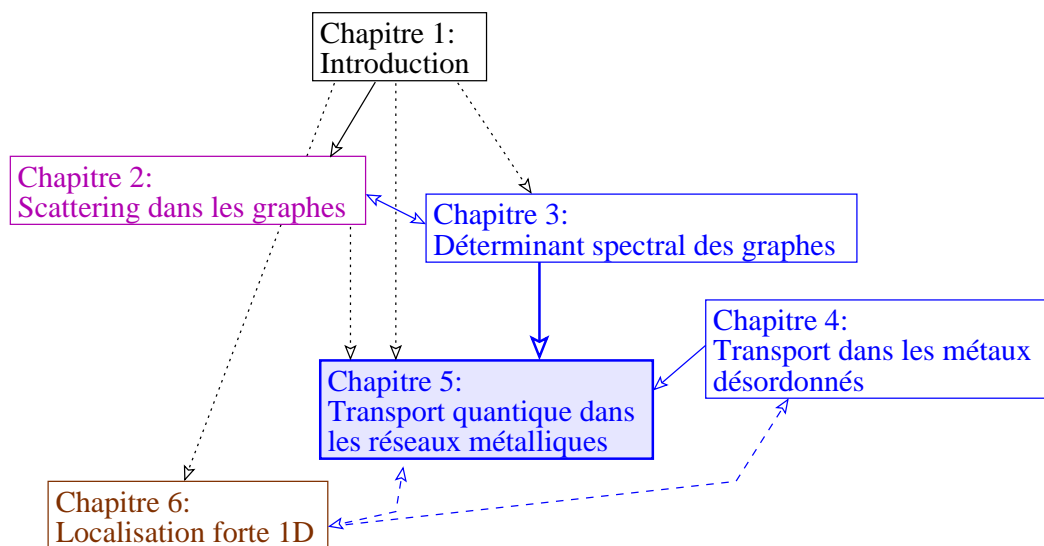 Chapitre 1:
Introduction
Chapitre 2:
Scattering dans les graphes
Chapitre 3:
Déterminant spectral des graphes
Chapitre 4:
Transport dans les métaux
désordonnés
Chapitre 5:
Transport quantique dans
les réseaux métalliques
Chapitre 6:
Localisation forte 1D